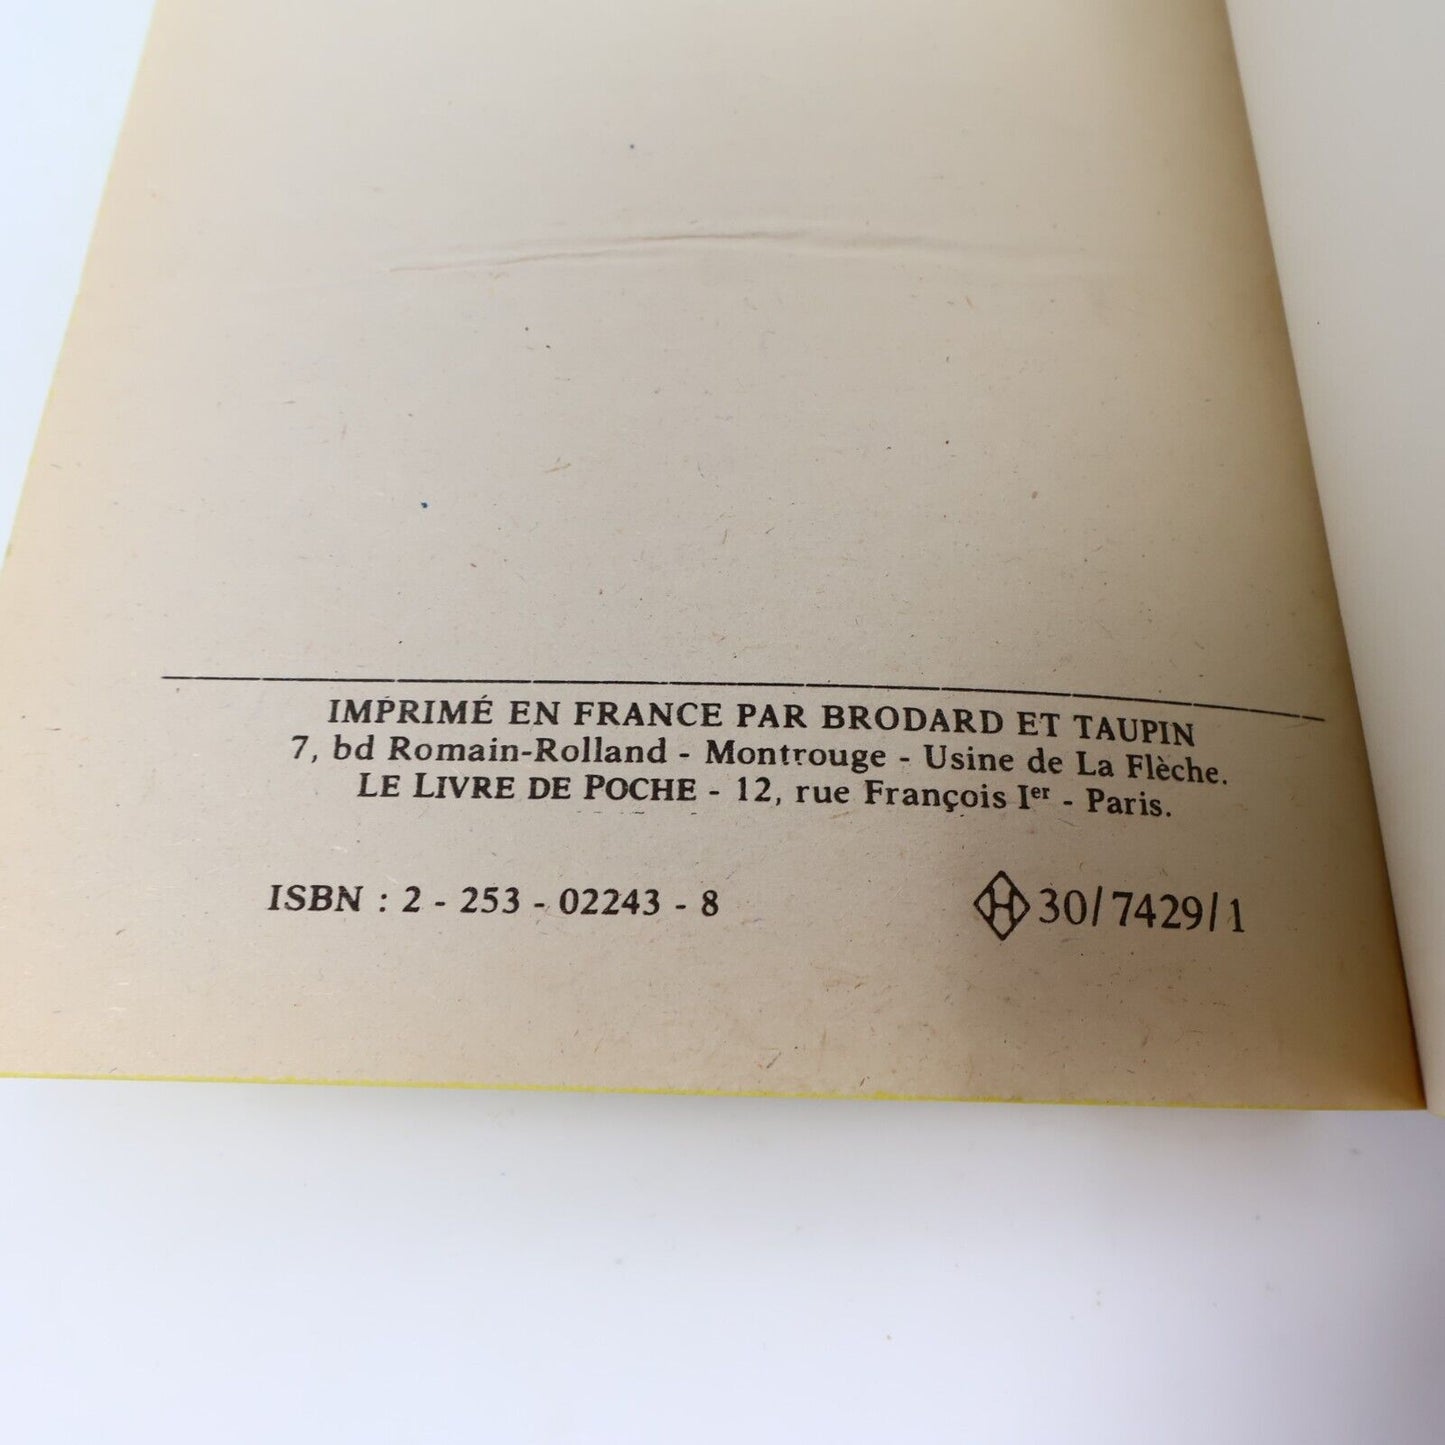 IMPRIMÉ EN FRANCE PAR BRODARD ET TAUPIN
7, bd Romain-Rolland - Montrouge - Usine de La Flèche.
LE LIVRE DE POCHE - 12, rue François Iᵉʳ - Paris.
ISBN : 2 - 253 - 02243 - 8
H 30/7429/1